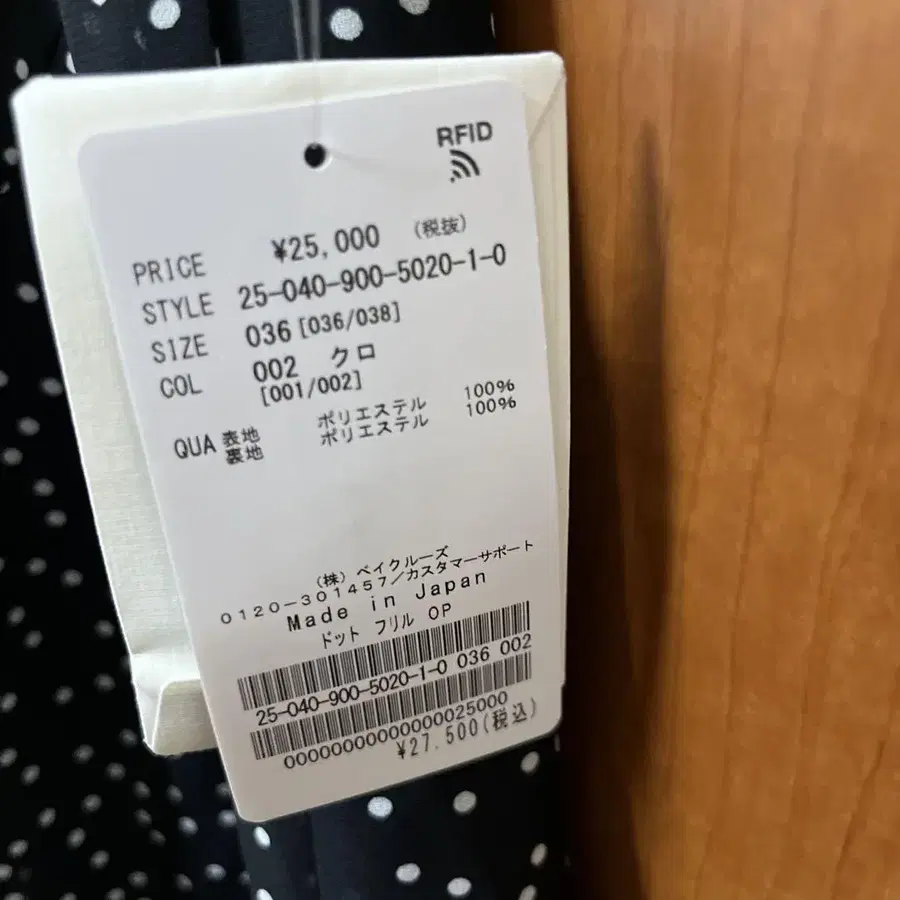 RFID
PRICE ¥25,000 (税抜)
STYLE 25-040-900-5020-1-0
SIZE 036 [036/038]
COL 002 クロ
[001/002]
QUA 表地 ポリエステル 100%
裏地 ポリエステル 100%
(株) ベイクルーズ
0120-301457/カスタマーサポート
Made in Japan
ドット フリル OP
25-040-900-5020-1-0 036 002
00000000000000025000
¥27,500(税込)